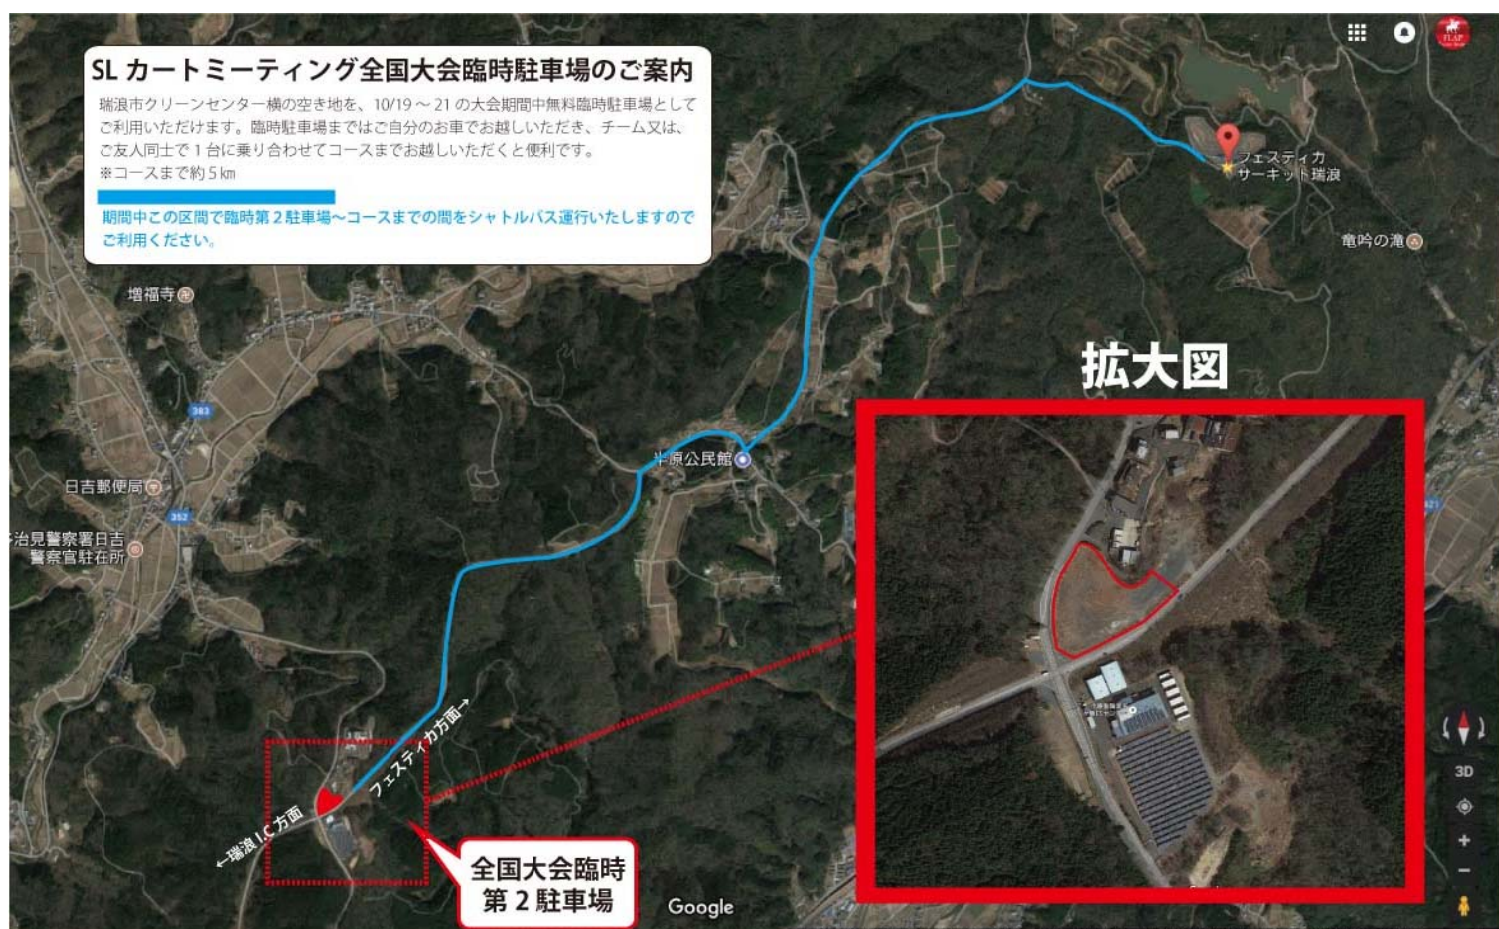 SL カートミーティング全国大会臨時駐車場のご案内
瑞浪市クリーンセンター横の空き地を、10/19 ～ 21 の大会期間中無料臨時駐車場として
ご利用いただけます。臨時駐車場まではご自分のお車でお越しいただき、チーム又は、
ご友人同士で 1 台に乗り合わせてコースまでお越しいただくと便利です。
※コースまで約 5 ㎞
期間中この区間で臨時第 2 駐車場～コースまでの間をシャトルバス運行いたしますので
ご利用ください。
FLAP
フェスティカ
サーキット瑞浪
竜吟の滝
増福寺
拡大図
383
半原公民館
日吉郵便局
352
421
治見警察署日吉
警察官駐在所
フェスティカ方面→
←瑞浪 I.C 方面
全国大会臨時
第 2 駐車場
Google
3D